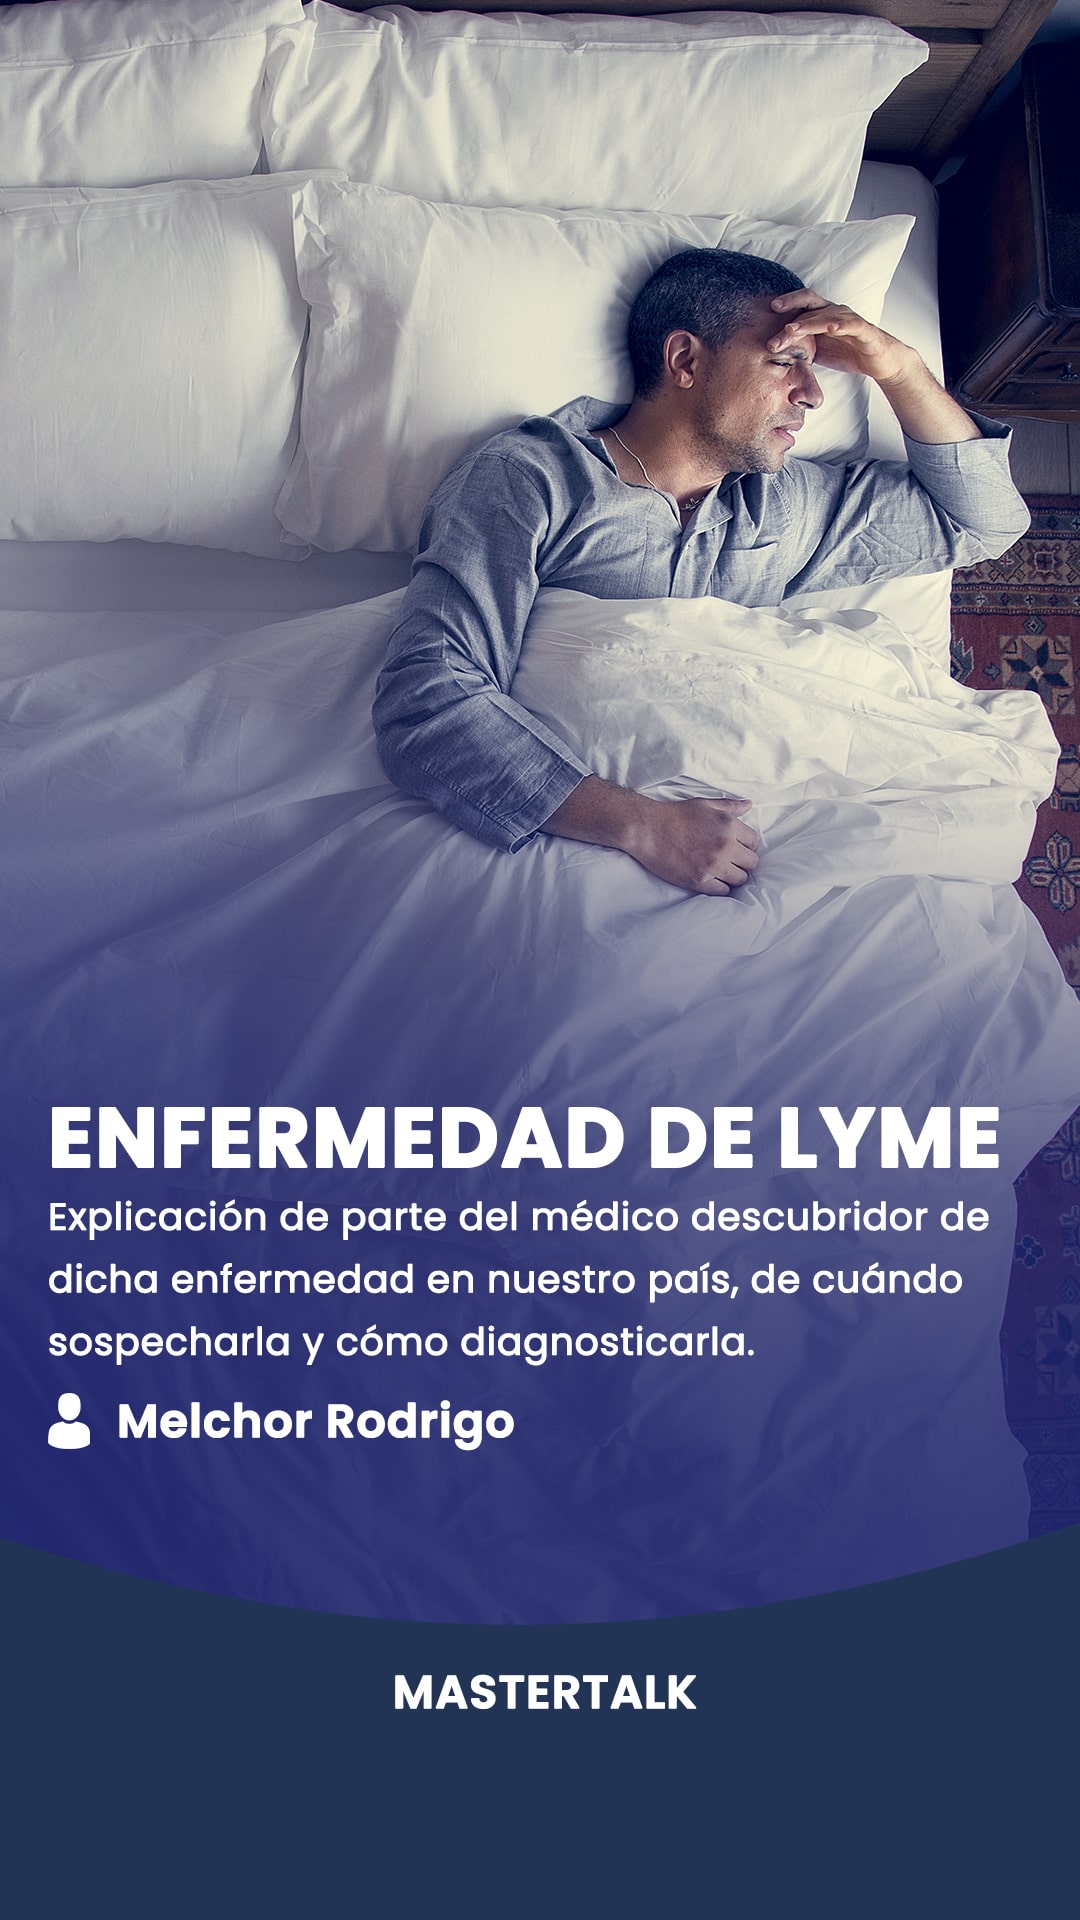 ENFERMEDAD DE LYME
Explicación de parte del médico descubridor de
dicha enfermedad en nuestro país, de cuándo
sospecharla y cómo diagnosticarla.
Melchor Rodrigo
MASTERTALK